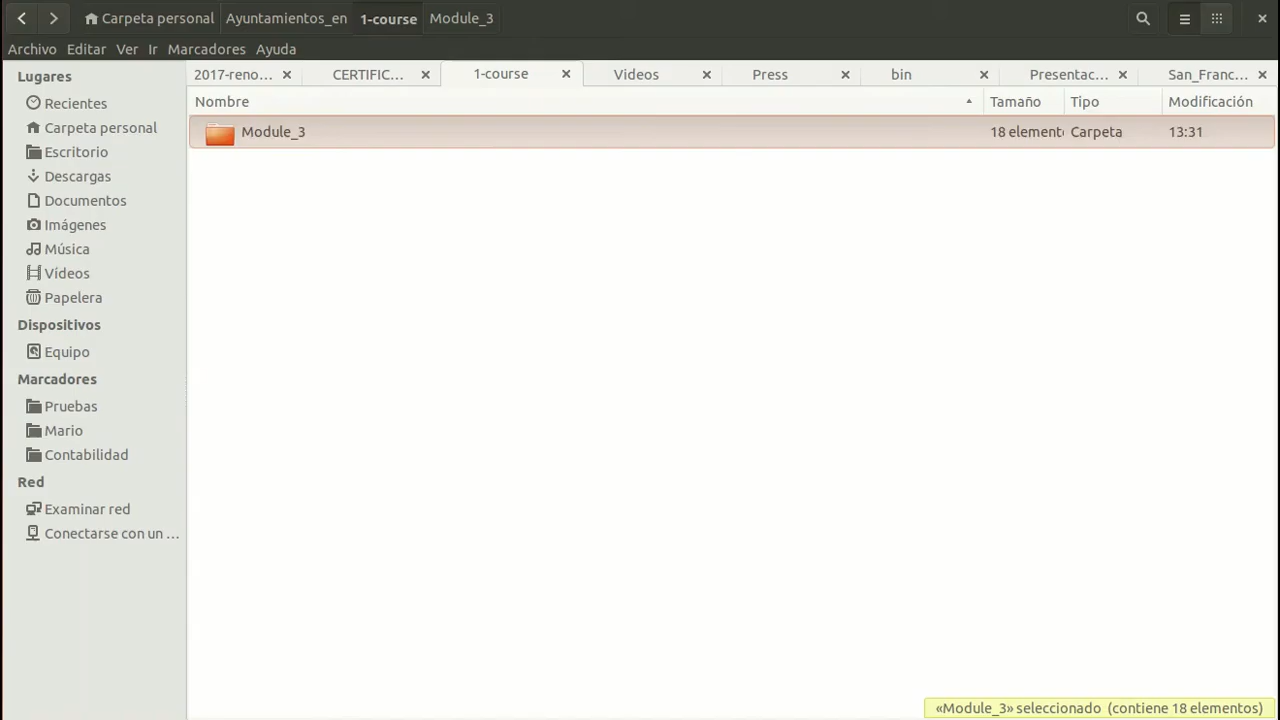 Carpeta personal Ayuntamientos_en 1-course Module_3
Archivo Editar Ver Ir Marcadores Ayuda
Lugares
Recientes
Carpeta personal
Escritorio
Descargas
Documentos
Imágenes
Música
Vídeos
Papelera
Dispositivos
Equipo
Marcadores
Pruebas
Mario
Contabilidad
Red
Examinar red
Conectarse con un …
2017-reno… CERTIFIC… 1-course Videos Press bin Presentac… San_Franc…
Nombre Tamaño Tipo Modificación
Module_3 18 element Carpeta 13:31
«Module_3» seleccionado (contiene 18 elementos)